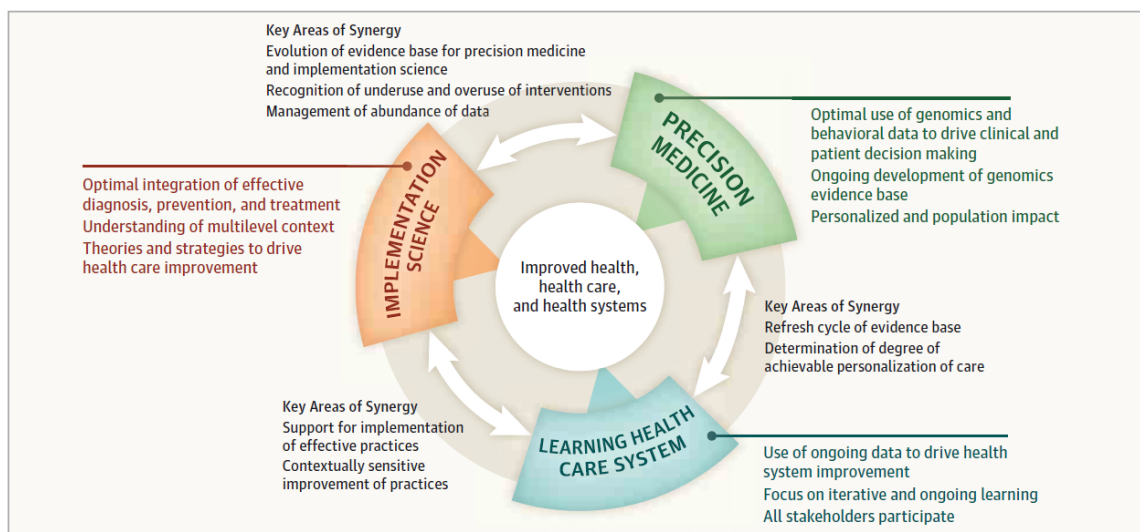 Key Areas of Synergy
Evolution of evidence base for precision medicine
and implementation science
Recognition of underuse and overuse of interventions
Management of abundance of data
PRECISION
MEDICINE
Optimal use of genomics and
behavioral data to drive clinical and
patient decision making
Ongoing development of genomics
evidence base
Personalized and population impact
IMPLEMENTATION
SCIENCE
Optimal integration of effective
diagnosis, prevention, and treatment
Understanding of multilevel context
Theories and strategies to drive
health care improvement
Improved health,
health care,
and health systems
Key Areas of Synergy
Refresh cycle of evidence base
Determination of degree of
achievable personalization of care
Key Areas of Synergy
Support for implementation
of effective practices
Contextually sensitive
improvement of practices
LEARNING HEALTH
CARE SYSTEM
Use of ongoing data to drive health
system improvement
Focus on iterative and ongoing learning
All stakeholders participate